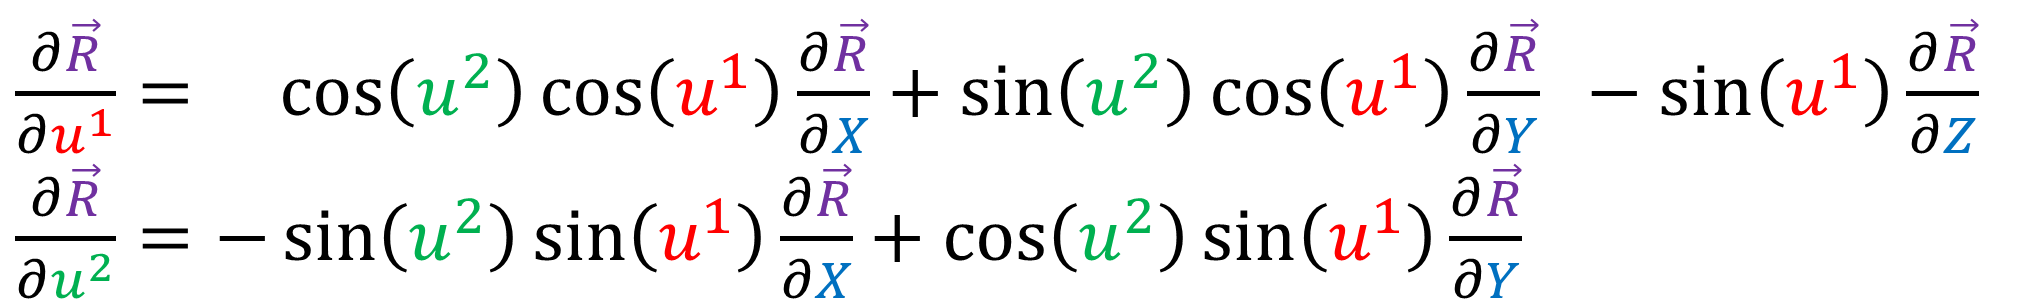 ∂R⃗/∂u¹ = cos(u²) cos(u¹) ∂R⃗/∂X + sin(u²) cos(u¹) ∂R⃗/∂Y − sin(u¹) ∂R⃗/∂Z
∂R⃗/∂u² = − sin(u²) sin(u¹) ∂R⃗/∂X + cos(u²) sin(u¹) ∂R⃗/∂Y